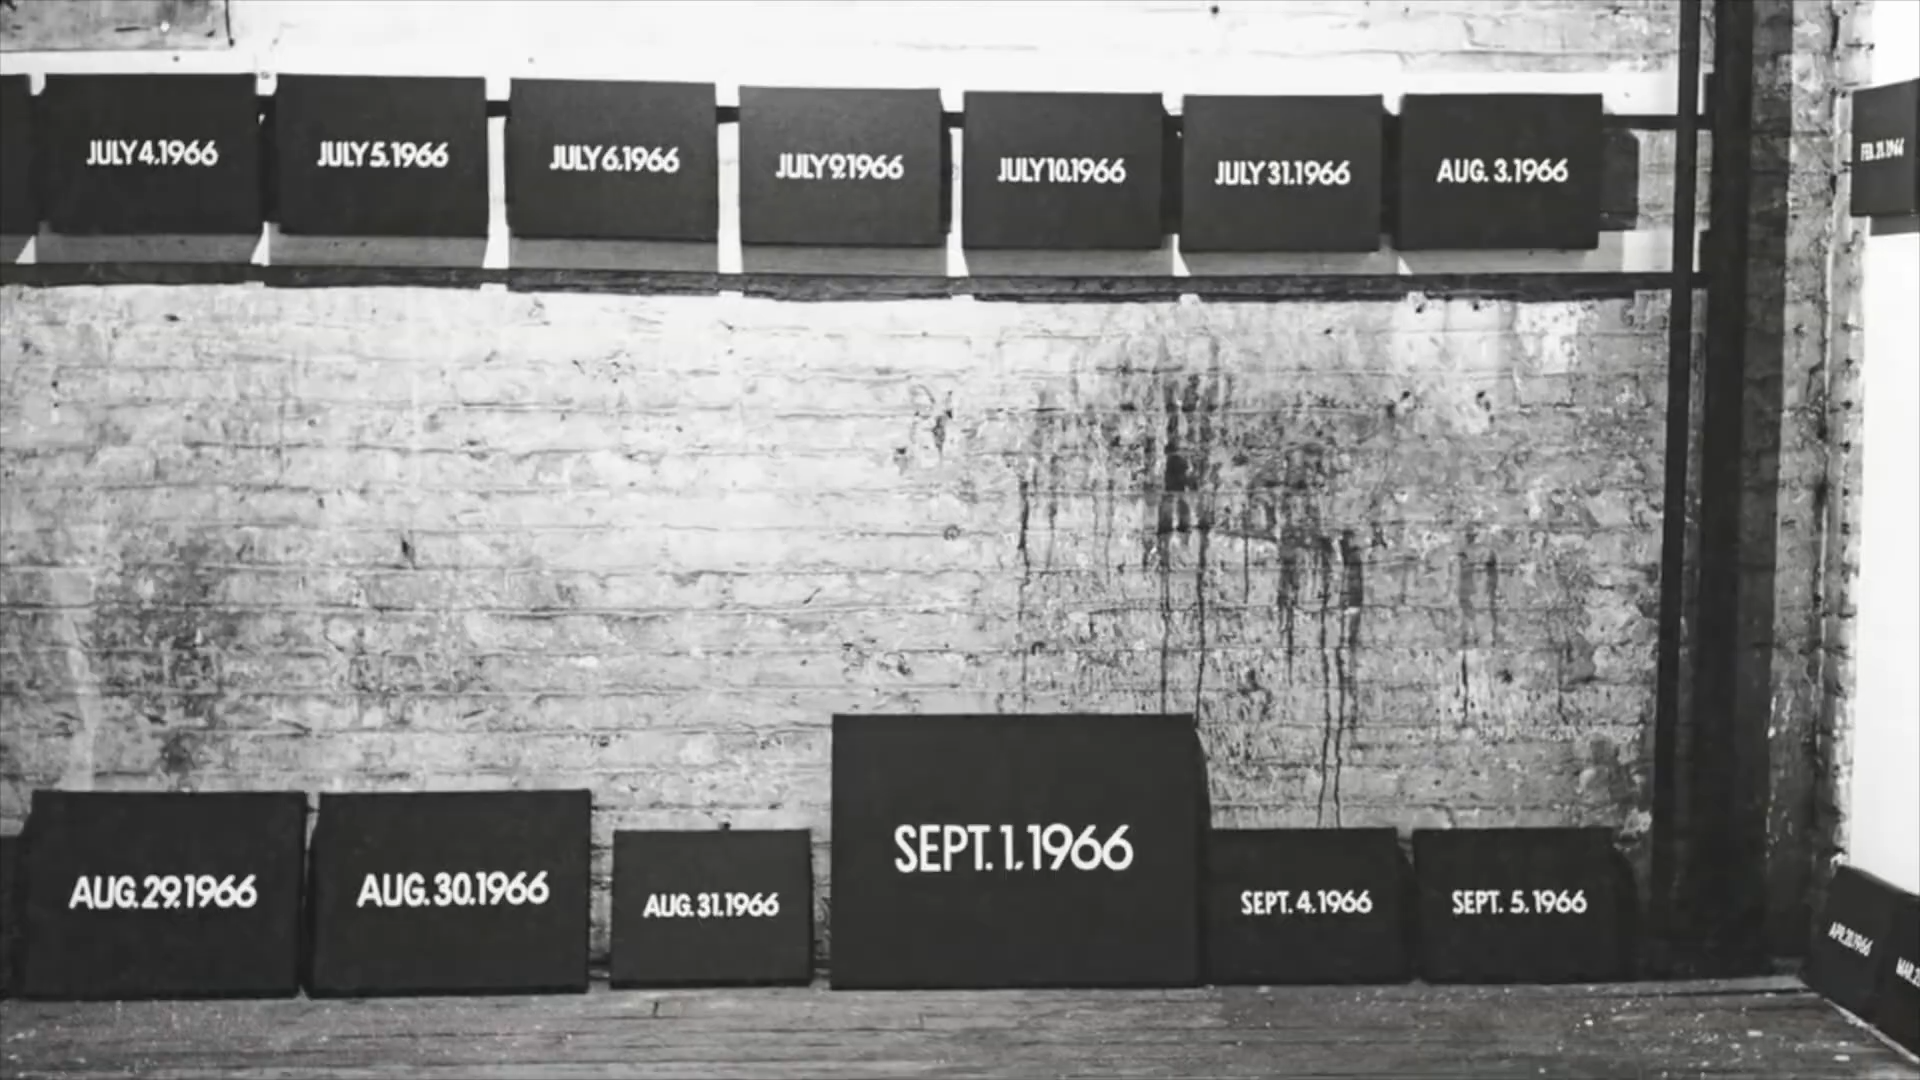 JULY 4.1966
JULY 5.1966
JULY 6.1966
JULY 9.1966
JULY 10.1966
JULY 31.1966
AUG. 3.1966
AUG. 29.1966
AUG. 30.1966
AUG. 31.1966
SEPT. 1.1966
SEPT. 4.1966
SEPT. 5.1966